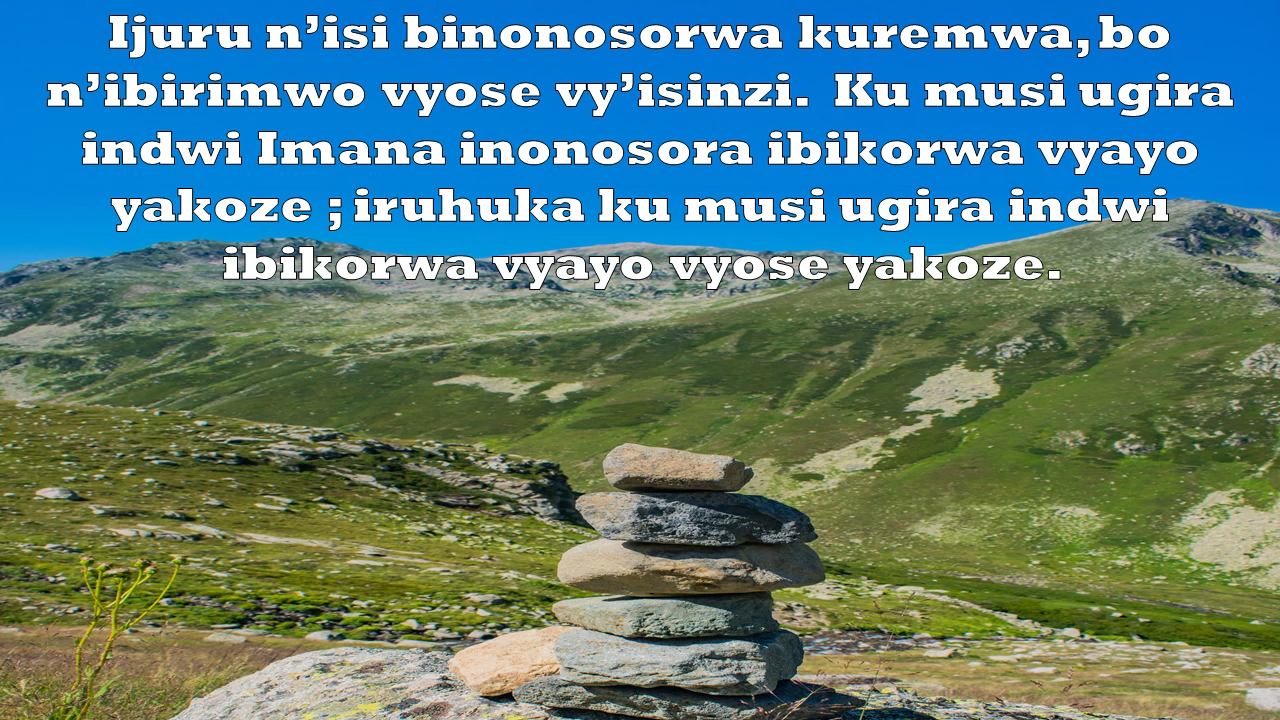 Ijuru n’isi binonosorwa kuremwa, bo
n’ibirimwo vyose vy’isinzi.  Ku musi ugira
indwi Imana inonosora ibikorwa vyayo
yakoze ; iruhuka ku musi ugira indwi
ibikorwa vyayo vyose yakoze.